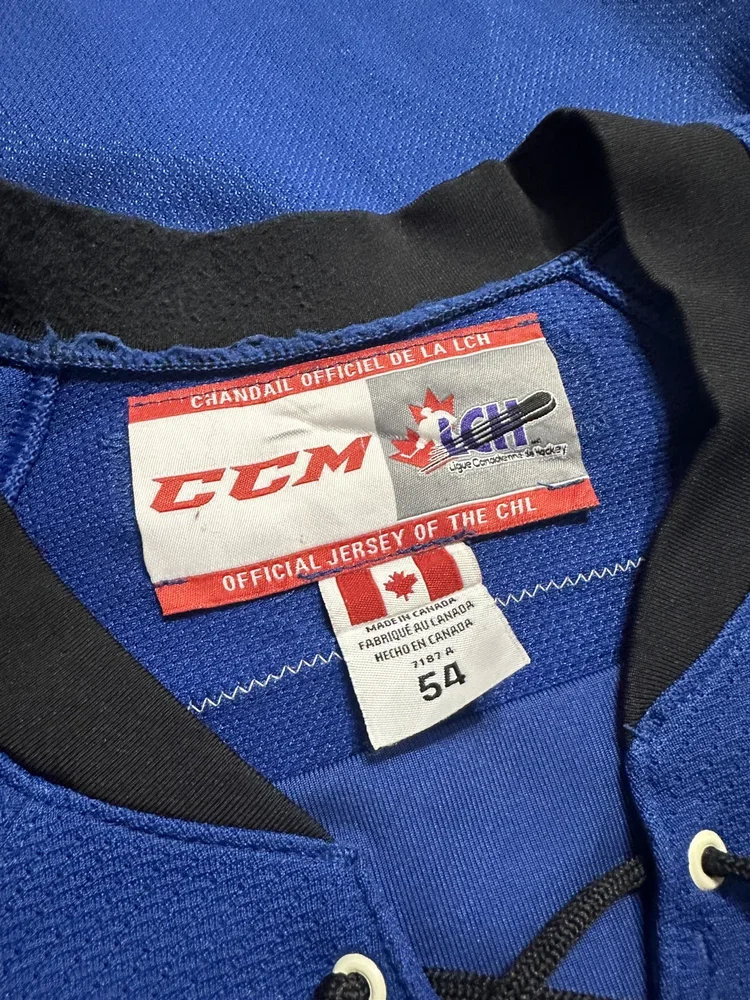 CHANDAIL OFFICIEL DE LA LCH
CCM
LCH
Ligue Canadienne de Hockey
OFFICIAL JERSEY OF THE CHL
MADE IN CANADA
FABRIQUÉ AU CANADA
HECHO EN CANADA
7187 A
54